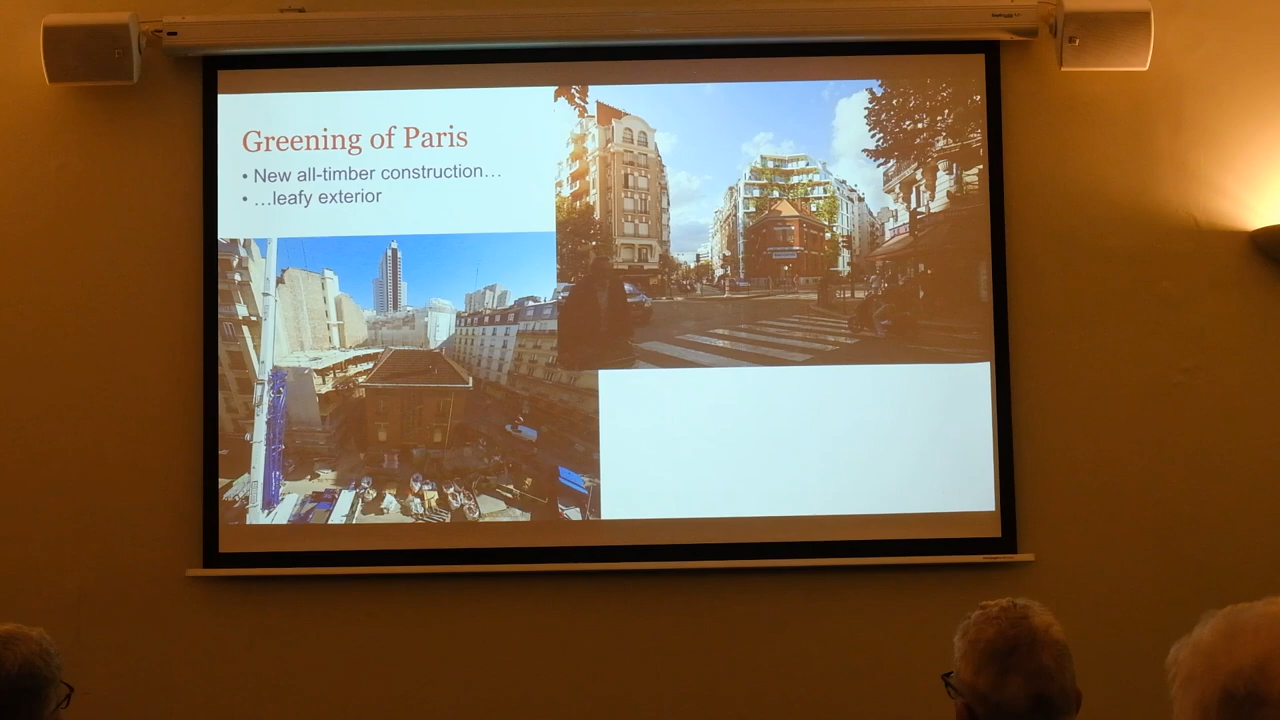 Greening of Paris
• New all-timber construction…
• …leafy exterior